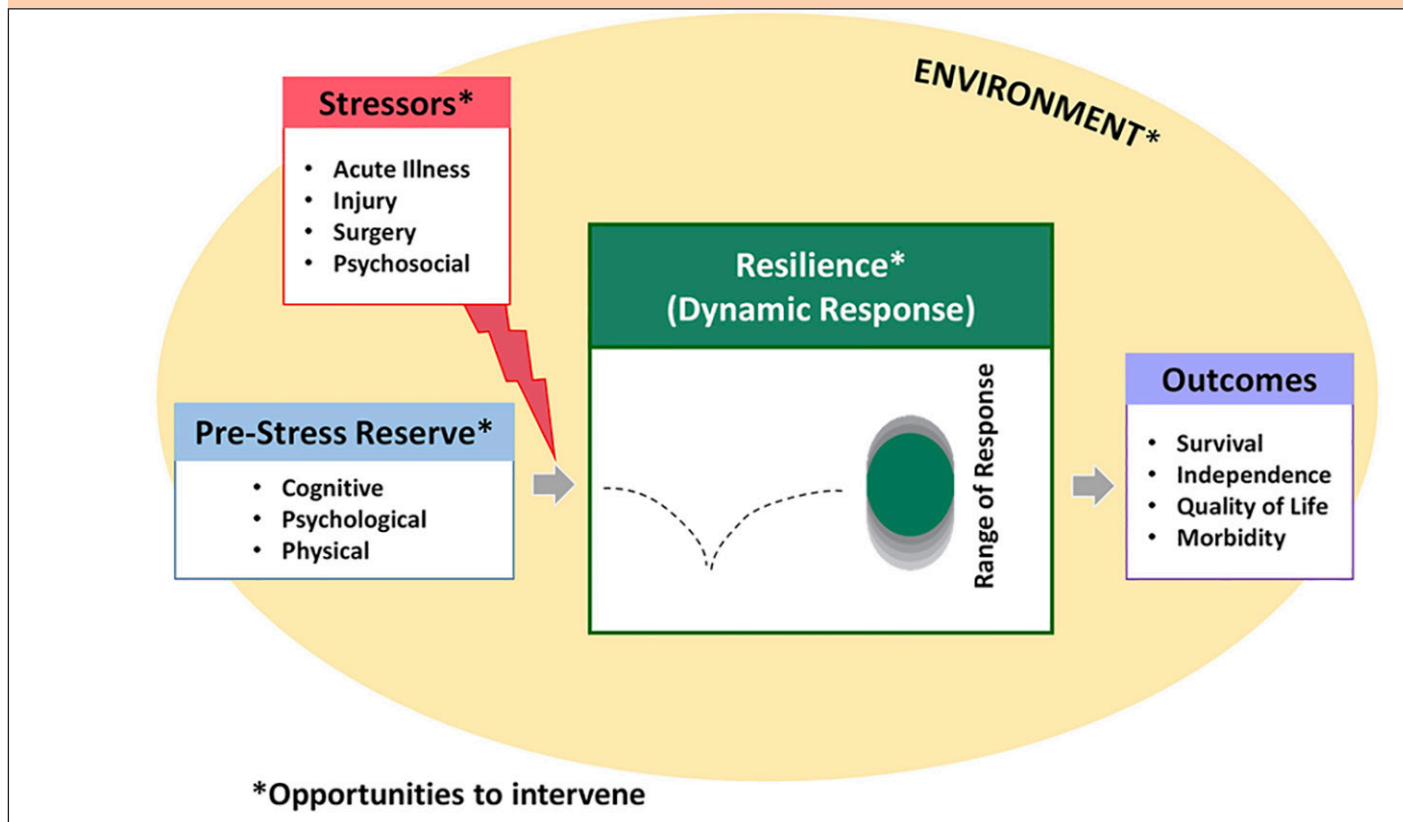 ENVIRONMENT*
Stressors*
• Acute Illness
• Injury
• Surgery
• Psychosocial
Pre-Stress Reserve*
• Cognitive
• Psychological
• Physical
Resilience*
(Dynamic Response)
Range of Response
Outcomes
• Survival
• Independence
• Quality of Life
• Morbidity
*Opportunities to intervene